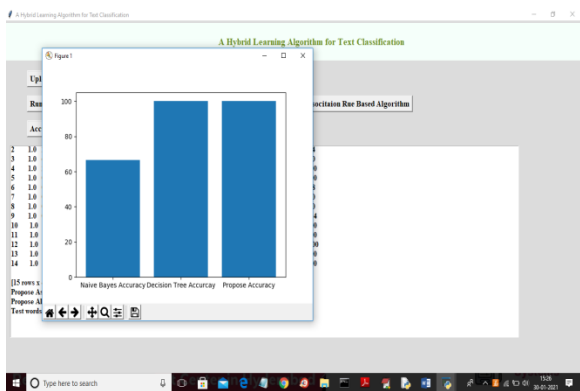 A Hybrid Learning Algorithm for Text Classification
A Hybrid Learning Algorithm for Text Classification
Figure 1
Upl
Run
socitaion Rue Based Algorithm
Acc
100
80
60
40
20
0
Naive Bayes Accuracy Decision Tree Accurcay Propose Accuracy
2 1.0
3 1.0
4 1.0
5 1.0
6 1.0
7 1.0
8 1.0
9 1.0
10 1.0
11 1.0
12 1.0
13 1.0
14 1.0
[15 rows x
Propose As
Propose Al
Test words
Type here to search
15:26
30-01-2021